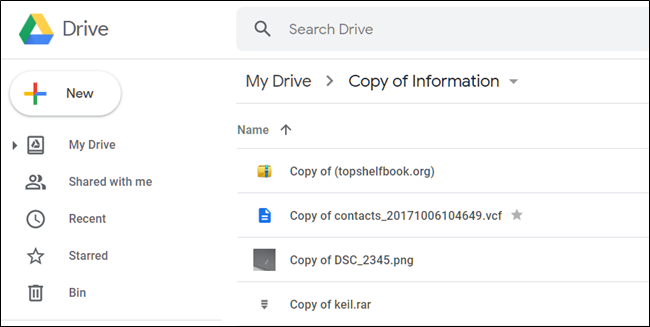 Drive
Search Drive
New
My Drive
Shared with me
Recent
Starred
Bin
My Drive > Copy of Information
Name
Copy of (topshelfbook.org)
Copy of contacts_20171006104649.vcf
Copy of DSC_2345.png
Copy of keil.rar